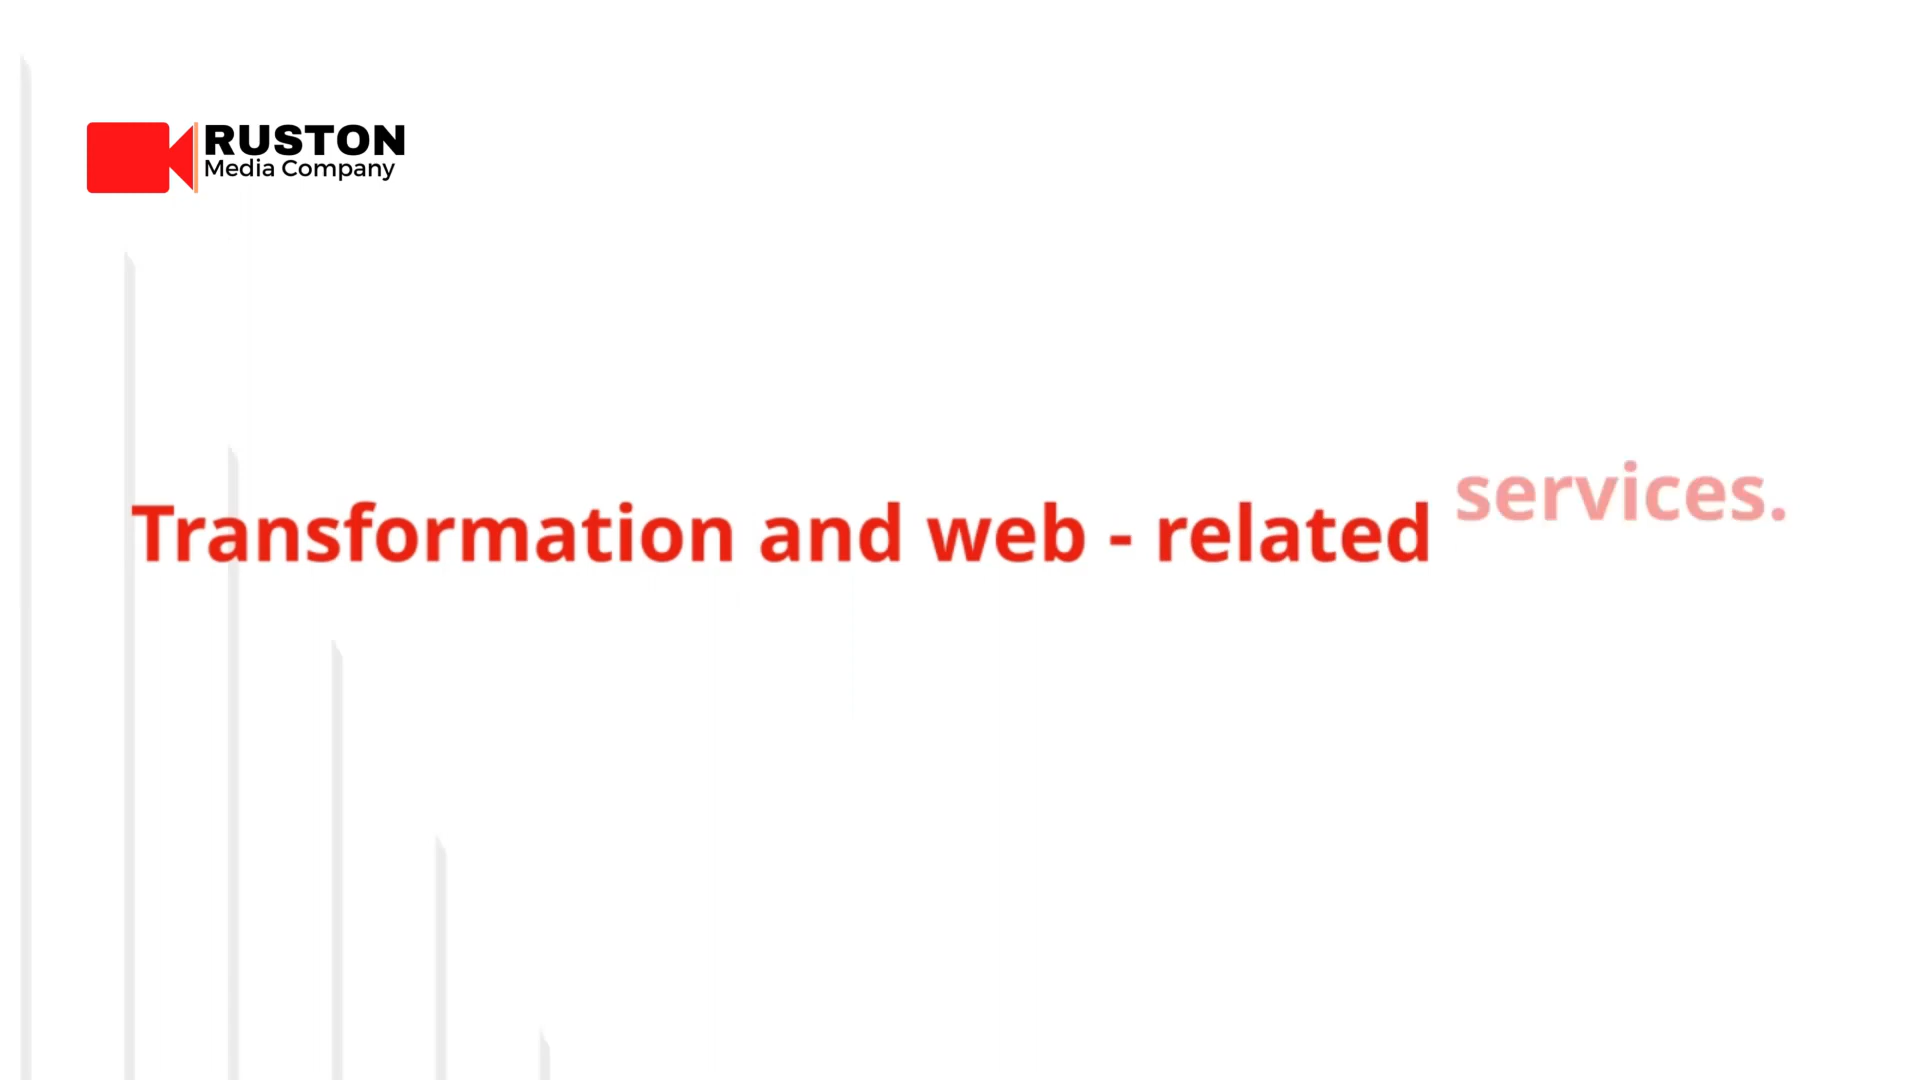 RUSTON
Media Company
Transformation and web - related services.